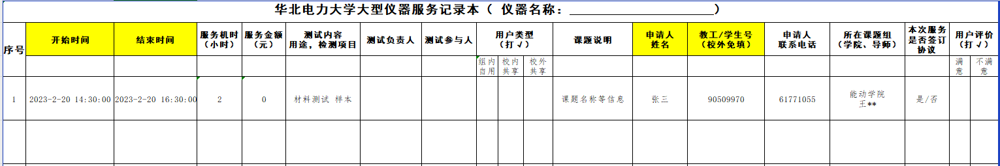 华北电力大学大型仪器服务记录本（ 仪器名称：____________________）
序号
开始时间
结束时间
服务机时
（小时）
服务金额
（元）
测试内容
用途，检测项目
测试负责人
测试参与人
用户类型
（打√）
课题说明
申请人
姓名
教工/学生号
（校外免填）
申请人
联系电话
所在课题组
（学院、导师）
本次服务
是否签订
协议
用户评价
（打√）
组内
自用
校内
共享
校外
共享
满
意
不满
意
1
2023-2-20 14:30:00
2023-2-20 16:30:00
2
0
材料测试 样本
课题名称等信息
张三
90509970
61771055
能动学院
王**
是/否